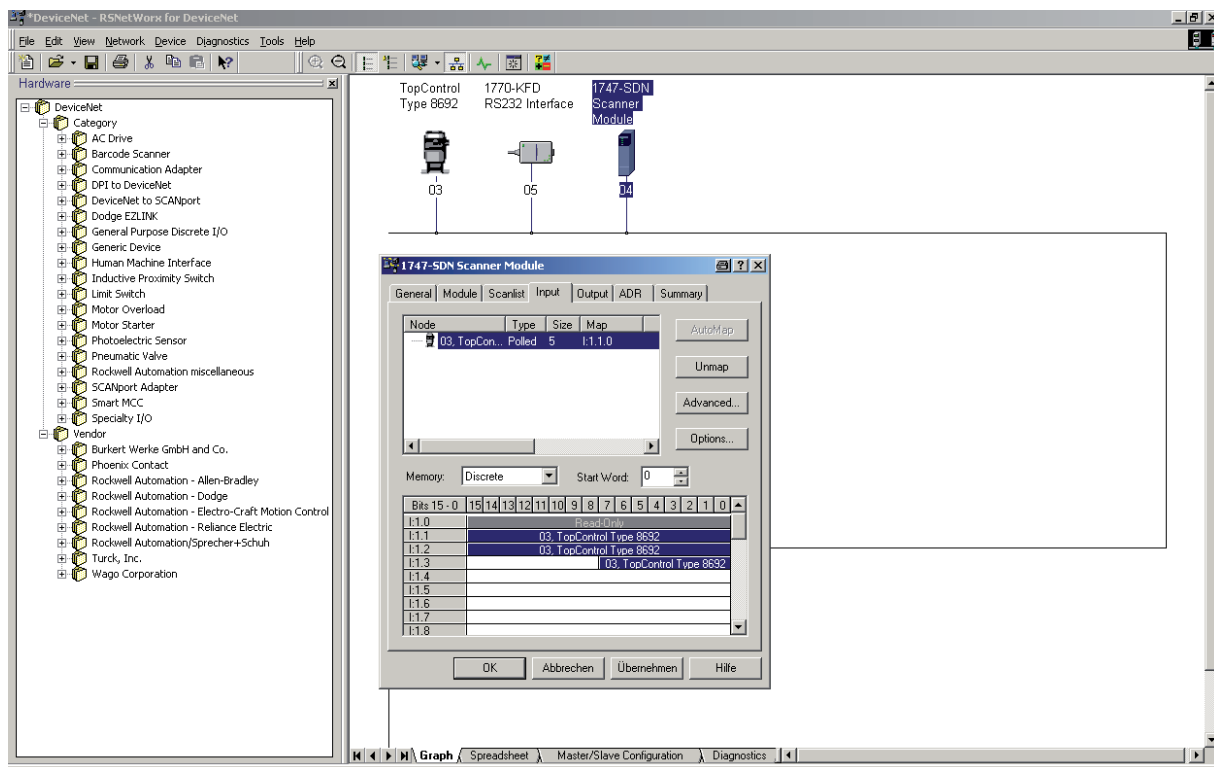 *DeviceNet - RSNetWorx for DeviceNet
File Edit View Network Device Diagnostics Tools Help
Hardware
DeviceNet
Category
AC Drive
Barcode Scanner
Communication Adapter
DPI to DeviceNet
DeviceNet to SCANport
Dodge EZLINK
General Purpose Discrete I/O
Generic Device
Human Machine Interface
Inductive Proximity Switch
Limit Switch
Motor Overload
Motor Starter
Photoelectric Sensor
Pneumatic Valve
Rockwell Automation miscellaneous
SCANport Adapter
Smart MCC
Specialty I/O
Vendor
Burkert Werke GmbH and Co.
Phoenix Contact
Rockwell Automation - Allen-Bradley
Rockwell Automation - Dodge
Rockwell Automation - Electro-Craft Motion Control
Rockwell Automation - Reliance Electric
Rockwell Automation/Sprecher+Schuh
Turck, Inc.
Wago Corporation
TopControl 1770-KFD 1747-SDN
Type 8692 RS232 Interface Scanner
Module
03 05 04
1747-SDN Scanner Module
General Module Scanlist Input Output ADR Summary
Node Type Size Map
03, TopCon... Polled 5 I:1.1.0
AutoMap
Unmap
Advanced...
Options...
Memory: Discrete Start Word: 0
Bits 15 - 0 15 14 13 12 11 10 9 8 7 6 5 4 3 2 1 0
I:1.0 Read-Only
I:1.1 03, TopControl Type 8692
I:1.2 03, TopControl Type 8692
I:1.3 03, TopControl Type 8692
I:1.4
I:1.5
I:1.6
I:1.7
I:1.8
OK Abbrechen Übernehmen Hilfe
Graph Spreadsheet Master/Slave Configuration Diagnostics